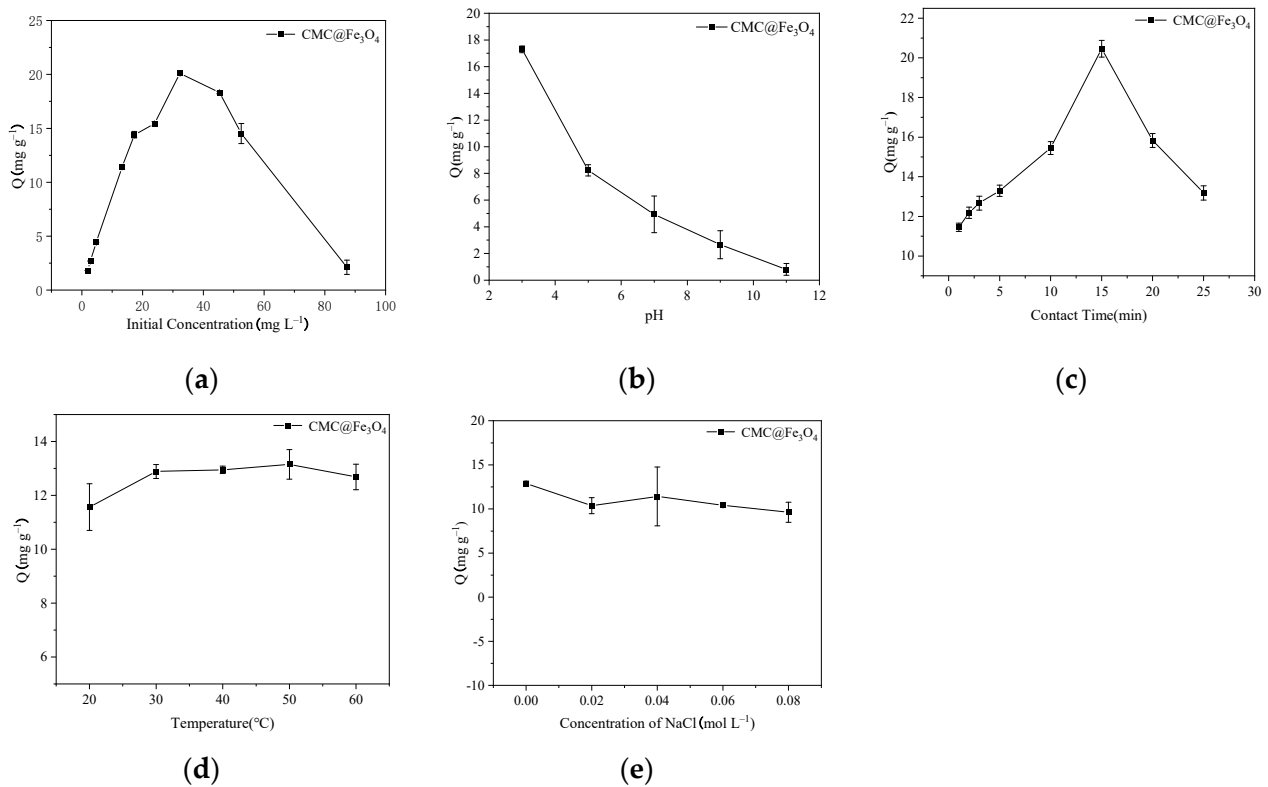 CMC@Fe₃O₄
25
20
15
10
5
0
Q (mg g⁻¹)
0 20 40 60 80 100
Initial Concentration (mg L⁻¹)
(a)
CMC@Fe₃O₄
20
18
16
14
12
10
8
6
4
2
0
Q(mg g⁻¹)
2 4 6 8 10 12
pH
(b)
CMC@Fe₃O₄
22
20
18
16
14
12
10
Q(mg g⁻¹)
0 5 10 15 20 25 30
Contact Time(min)
(c)
CMC@Fe₃O₄
14
12
10
8
6
Q (mg g⁻¹)
20 30 40 50 60
Temperature(°C)
(d)
CMC@Fe₃O₄
20
15
10
5
0
-5
-10
Q (mg g⁻¹)
0.00 0.02 0.04 0.06 0.08
Concentration of NaCl (mol L⁻¹)
(e)